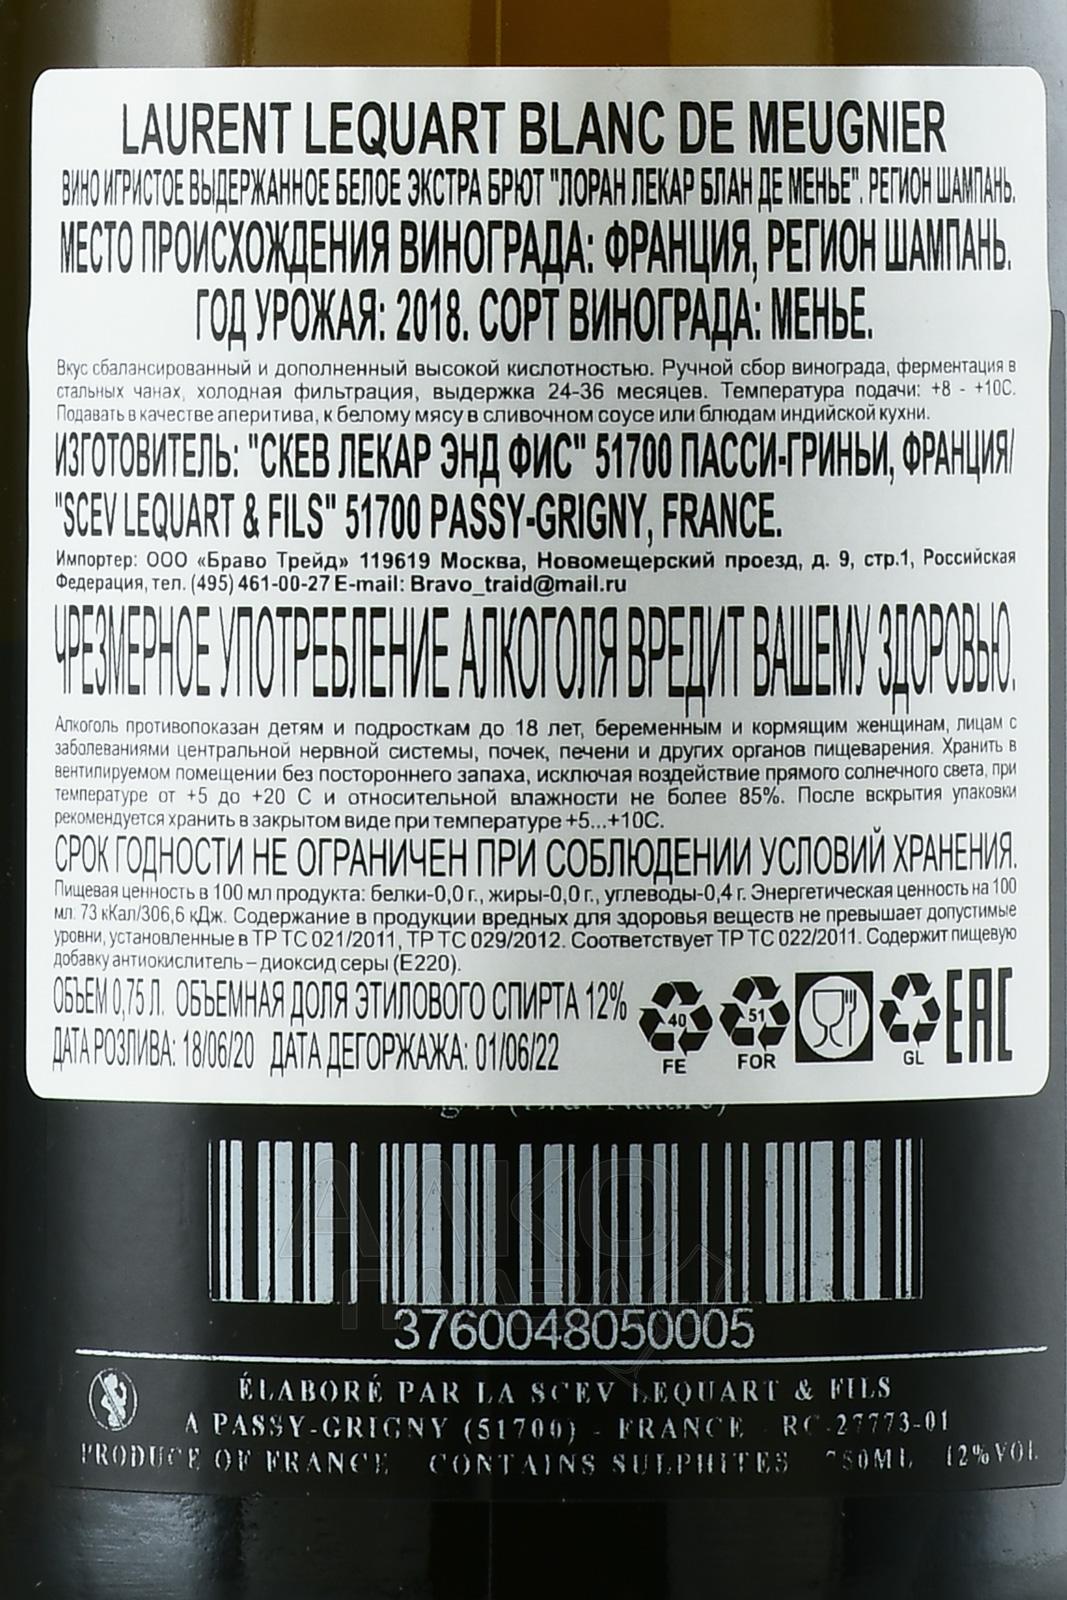 LAURENT LEQUART BLANC DE MEUGNIER
ВИНО ИГРИСТОЕ ВЫДЕРЖАННОЕ БЕЛОЕ ЭКСТРА БРЮТ "ЛОРАН ЛЕКАР БЛАН ДЕ МЕНЬЕ". РЕГИОН ШАМПАНЬ.
МЕСТО ПРОИСХОЖДЕНИЯ ВИНОГРАДА: ФРАНЦИЯ, РЕГИОН ШАМПАНЬ.
ГОД УРОЖАЯ: 2018. СОРТ ВИНОГРАДА: МЕНЬЕ.
Вкус сбалансированный и дополненный высокой кислотностью. Ручной сбор винограда, ферментация в
стальных чанах, холодная фильтрация, выдержка 24-36 месяцев. Температура подачи: +8 - +10С.
Подавать в качестве аперитива, к белому мясу в сливочном соусе или блюдам индийской кухни.
ИЗГОТОВИТЕЛЬ: "СКЕВ ЛЕКАР ЭНД ФИС" 51700 ПАССИ-ГРИНЬИ, ФРАНЦИЯ/
"SCEV LEQUART & FILS" 51700 PASSY-GRIGNY, FRANCE.
Импортер: ООО «Браво Трейд» 119619 Москва, Новомещерский проезд, д. 9, стр.1, Российская
Федерация, тел. (495) 461-00-27 E-mail: Bravo_traid@mail.ru
ЧРЕЗМЕРНОЕ УПОТРЕБЛЕНИЕ АЛКОГОЛЯ ВРЕДИТ ВАШЕМУ ЗДОРОВЬЮ.
Алкоголь противопоказан детям и подросткам до 18 лет, беременным и кормящим женщинам, лицам с
заболеваниями центральной нервной системы, почек, печени и других органов пищеварения. Хранить в
вентилируемом помещении без постороннего запаха, исключая воздействие прямого солнечного света, при
температуре от +5 до +20 С и относительной влажности не более 85%. После вскрытия упаковки
рекомендуется хранить в закрытом виде при температуре +5...+10С.
СРОК ГОДНОСТИ НЕ ОГРАНИЧЕН ПРИ СОБЛЮДЕНИИ УСЛОВИЙ ХРАНЕНИЯ.
Пищевая ценность в 100 мл продукта: белки-0,0 г., жиры-0,0 г., углеводы-0,4 г. Энергетическая ценность на 100
мл: 73 кКал/306,6 кДж. Содержание в продукции вредных для здоровья веществ не превышает допустимые
уровни, установленные в ТР ТС 021/2011, ТР ТС 029/2012. Соответствует ТР ТС 022/2011. Содержит пищевую
добавку антиокислитель – диоксид серы (Е220).
ОБЪЕМ 0,75 Л. ОБЪЕМНАЯ ДОЛЯ ЭТИЛОВОГО СПИРТА 12%
ДАТА РОЗЛИВА: 18/06/20 ДАТА ДЕГОРЖАЖА: 01/06/22
40 FE
51 FOR
GL
EAC
3760048050005
ÉLABORÉ PAR LA SCEV LEQUART & FILS
A PASSY-GRIGNY (51700) - FRANCE RC-27773-01
PRODUCE OF FRANCE CONTAINS SULPHITES 750ML 12%VOL
АЛКО
ПЛАЗА